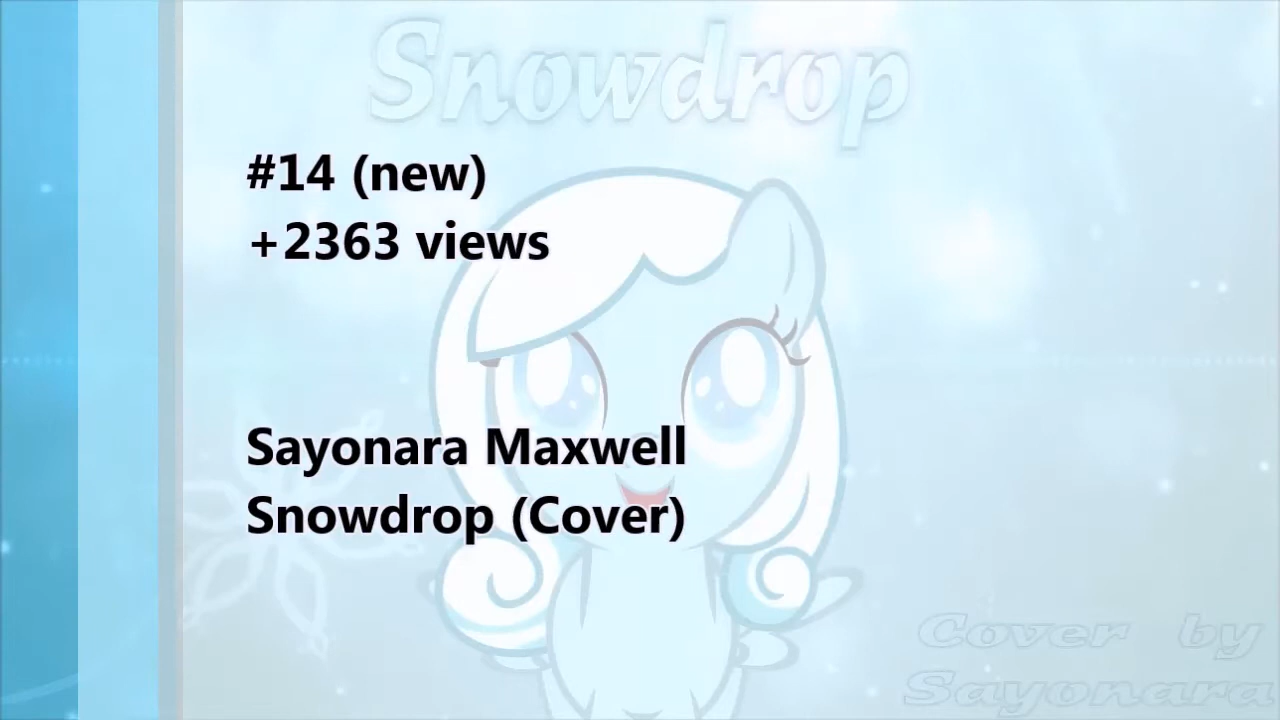 Snowdrop
#14 (new)
+2363 views
Sayonara Maxwell
Snowdrop (Cover)
Cover by
Sayonara